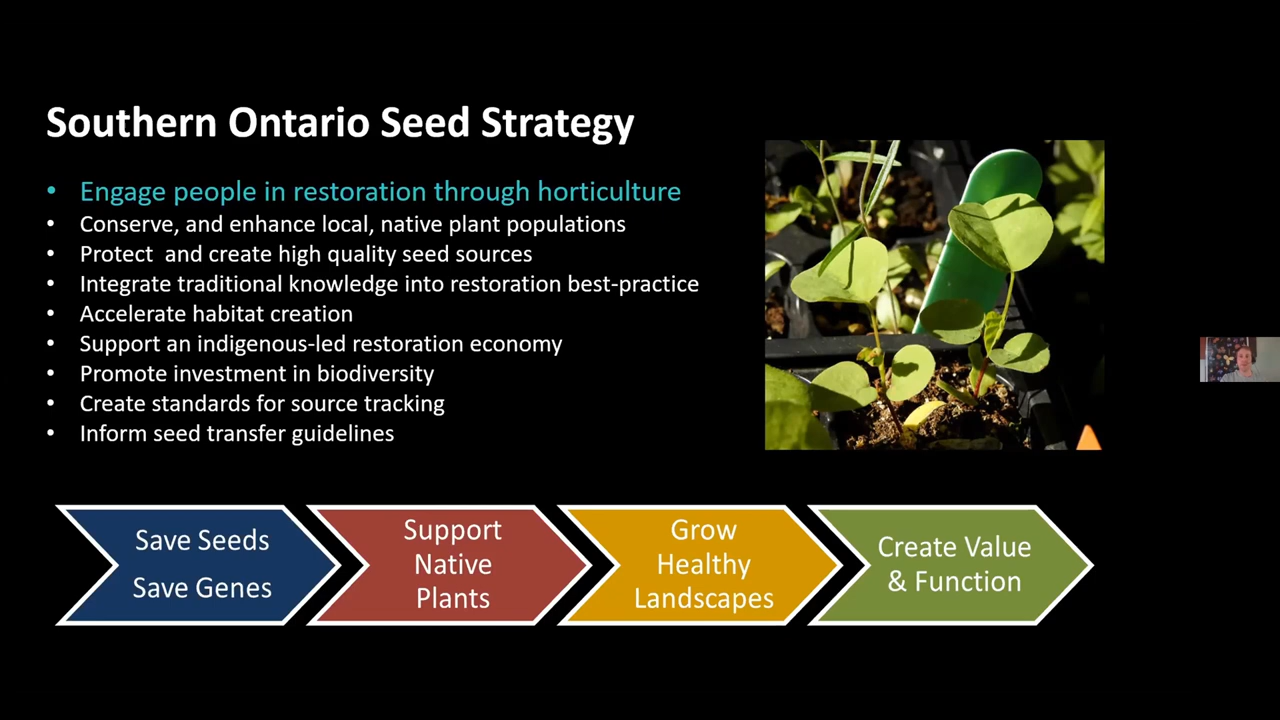 Southern Ontario Seed Strategy
• Engage people in restoration through horticulture
• Conserve, and enhance local, native plant populations
• Protect  and create high quality seed sources
• Integrate traditional knowledge into restoration best-practice
• Accelerate habitat creation
• Support an indigenous-led restoration economy
• Promote investment in biodiversity
• Create standards for source tracking
• Inform seed transfer guidelines
Save Seeds
Save Genes
Support
Native
Plants
Grow
Healthy
Landscapes
Create Value
& Function